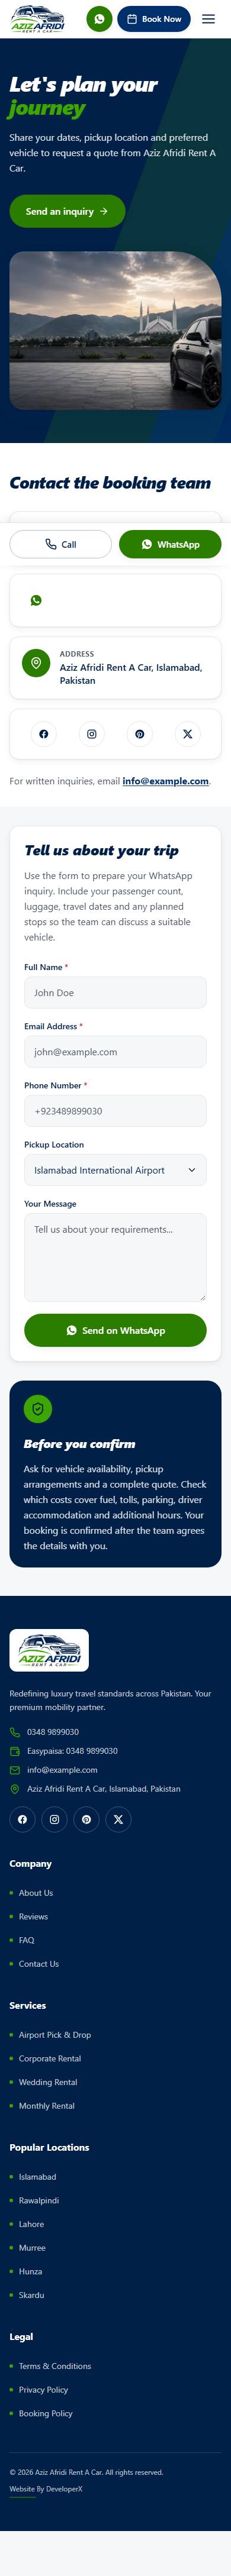 AZIZ AFRIDI
RENT A CAR
Book Now
Let's plan your
journey
Share your dates, pickup location and preferred
vehicle to request a quote from Aziz Afridi Rent A
Car.
Send an inquiry
Contact the booking team
Call
WhatsApp
ADDRESS
Aziz Afridi Rent A Car, Islamabad,
Pakistan
For written inquiries, email info@example.com.
Tell us about your trip
Use the form to prepare your WhatsApp
inquiry. Include your passenger count,
luggage, travel dates and any planned
stops so the team can discuss a suitable
vehicle.
Full Name *
John Doe
Email Address *
john@example.com
Phone Number *
+923489899030
Pickup Location
Islamabad International Airport
Your Message
Tell us about your requirements...
Send on WhatsApp
Before you confirm
Ask for vehicle availability, pickup
arrangements and a complete quote. Check
which costs cover fuel, tolls, parking, driver
accommodation and additional hours. Your
booking is confirmed after the team agrees
the details with you.
AZIZ AFRIDI
RENT A CAR
Redefining luxury travel standards across Pakistan. Your
premium mobility partner.
0348 9899030
Easypaisa: 0348 9899030
info@example.com
Aziz Afridi Rent A Car, Islamabad, Pakistan
Company
About Us
Reviews
FAQ
Contact Us
Services
Airport Pick & Drop
Corporate Rental
Wedding Rental
Monthly Rental
Popular Locations
Islamabad
Rawalpindi
Lahore
Murree
Hunza
Skardu
Legal
Terms & Conditions
Privacy Policy
Booking Policy
© 2026 Aziz Afridi Rent A Car. All rights reserved.
Website By DeveloperX